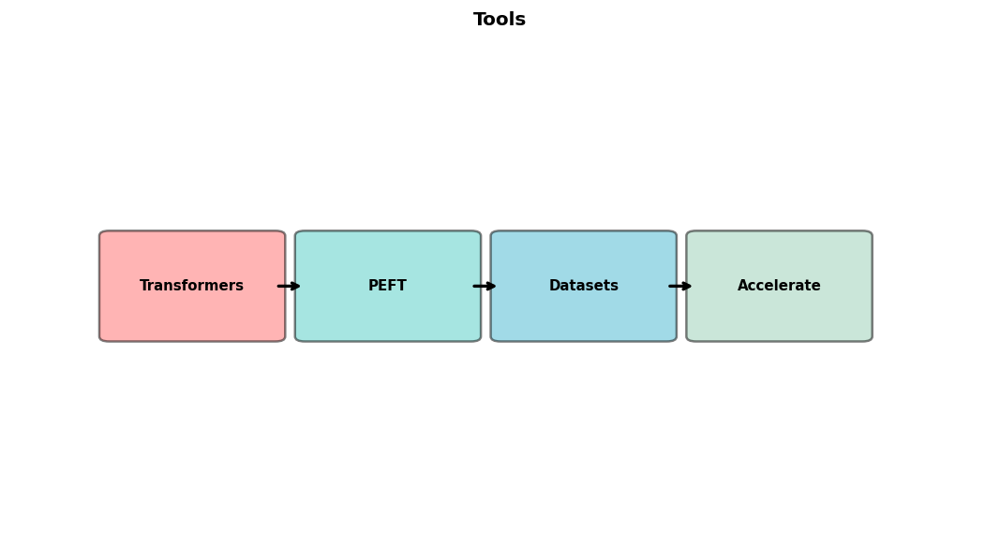 Tools
Transformers
PEFT
Datasets
Accelerate